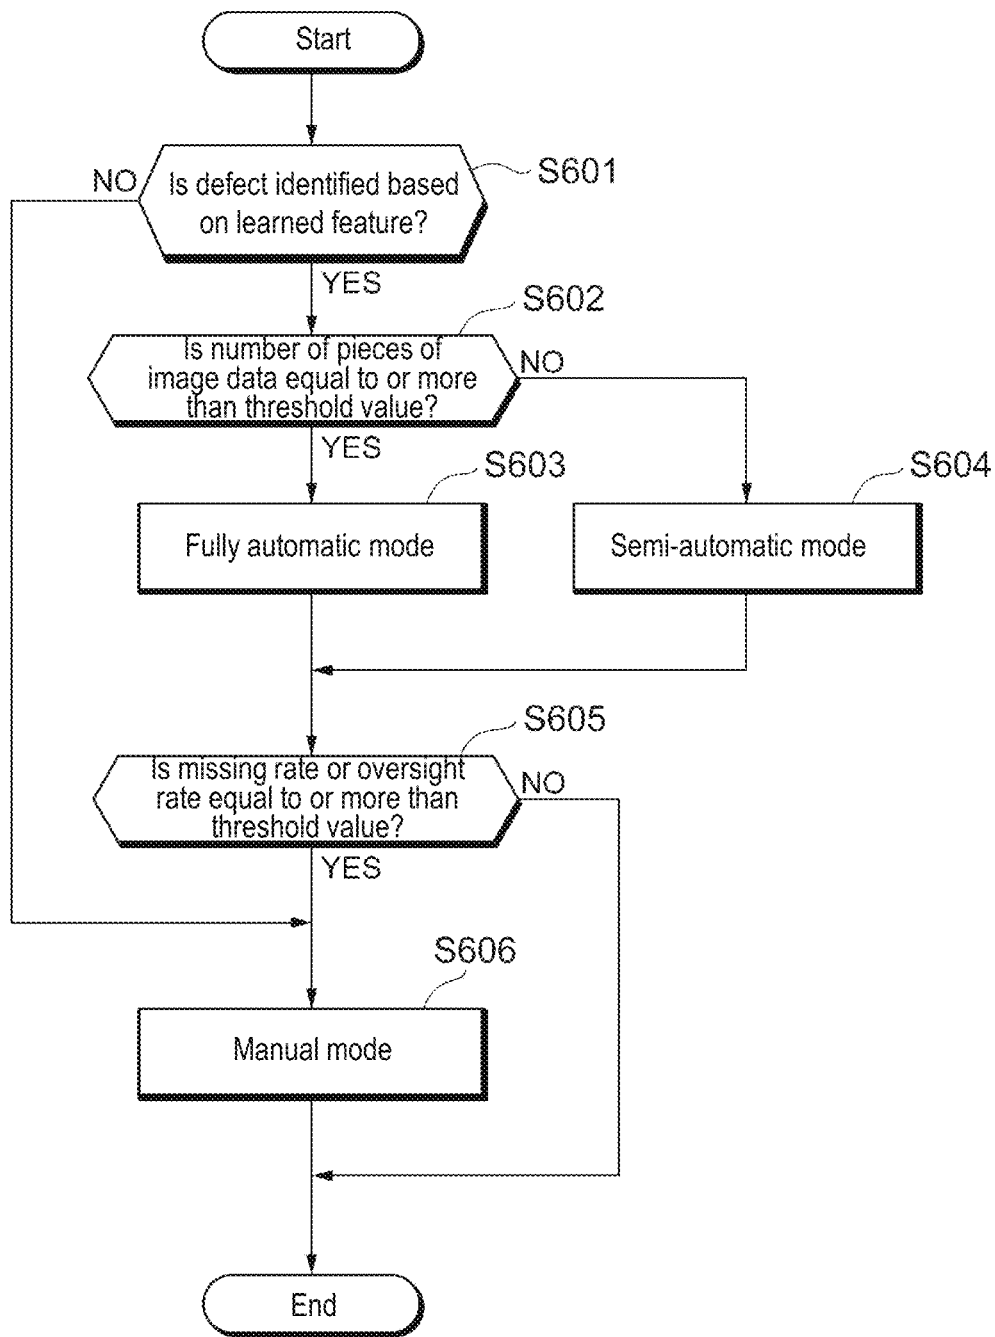 Start
S601
NO
Is defect identified based
on learned feature?
YES
S602
Is number of pieces of
image data equal to or more
than threshold value?
NO
YES
S603
S604
Fully automatic mode
Semi-automatic mode
S605
Is missing rate or oversight
rate equal to or more than
threshold value?
NO
YES
S606
Manual mode
End